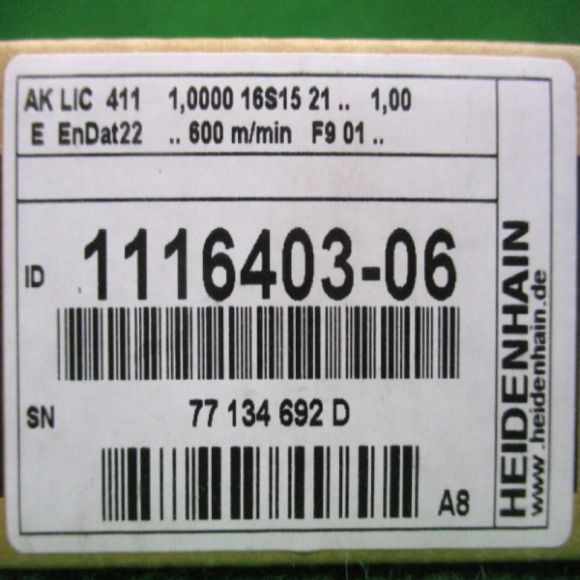 AK LIC 411 1,0000 16S15 21 .. 1,00
E EnDat22 .. 600 m/min F9 01 ..
ID 1116403-06
SN 77 134 692 D
A8
HEIDENHAIN
www.heidenhain.de